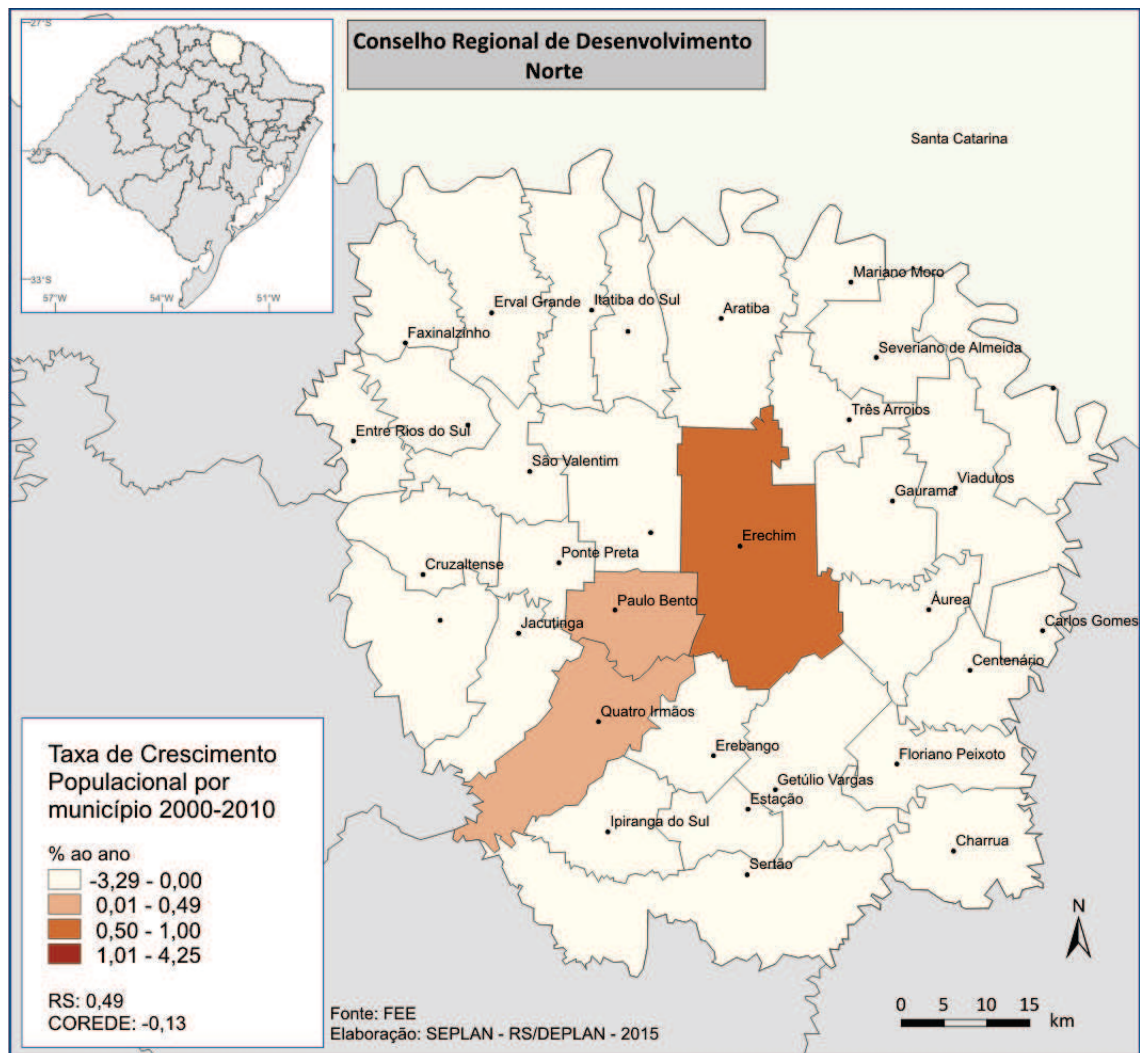 Conselho Regional de Desenvolvimento
Norte
27°S
30°S
33°S
57°W
54°W
51°W
Santa Catarina
Mariano Moro
Erval Grande
Itatiba do Sul
Aratiba
Faxinalzinho
Severiano de Almeida
Três Arroios
Entre Rios do Sul
São Valentim
Viadutos
Gaurama
Erechim
Ponte Preta
Cruzaltense
Paulo Bento
Áurea
Jacutinga
Carlos Gomes
Centenário
Quatro Irmãos
Erebango
Floriano Peixoto
Getúlio Vargas
Estação
Ipiranga do Sul
Charrua
Sertão
Taxa de Crescimento
Populacional por
município 2000-2010
% ao ano
-3,29 - 0,00
0,01 - 0,49
0,50 - 1,00
1,01 - 4,25
RS: 0,49
COREDE: -0,13
Fonte: FEE
Elaboração: SEPLAN - RS/DEPLAN - 2015
N
0 5 10 15
km